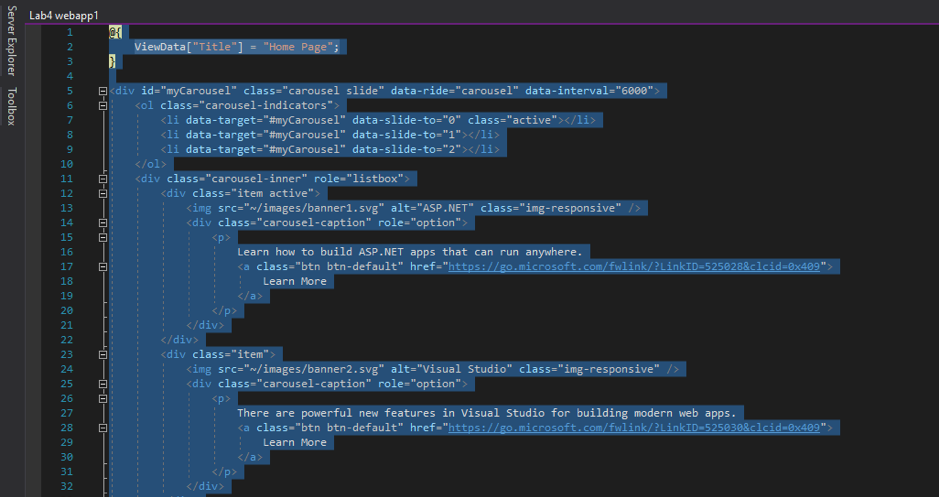 Server Explorer
Toolbox
Lab4 webapp1
1 @{
2 ViewData["Title"] = "Home Page";
3 }
4
5 <div id="myCarousel" class="carousel slide" data-ride="carousel" data-interval="6000">
6 <ol class="carousel-indicators">
7 <li data-target="#myCarousel" data-slide-to="0" class="active"></li>
8 <li data-target="#myCarousel" data-slide-to="1"></li>
9 <li data-target="#myCarousel" data-slide-to="2"></li>
10 </ol>
11 <div class="carousel-inner" role="listbox">
12 <div class="item active">
13 <img src="~/images/banner1.svg" alt="ASP.NET" class="img-responsive" />
14 <div class="carousel-caption" role="option">
15 <p>
16 Learn how to build ASP.NET apps that can run anywhere.
17 <a class="btn btn-default" href="https://go.microsoft.com/fwlink/?LinkID=525028&clcid=0x409">
18 Learn More
19 </a>
20 </p>
21 </div>
22 </div>
23 <div class="item">
24 <img src="~/images/banner2.svg" alt="Visual Studio" class="img-responsive" />
25 <div class="carousel-caption" role="option">
26 <p>
27 There are powerful new features in Visual Studio for building modern web apps.
28 <a class="btn btn-default" href="https://go.microsoft.com/fwlink/?LinkID=525030&clcid=0x409">
29 Learn More
30 </a>
31 </p>
32 </div>